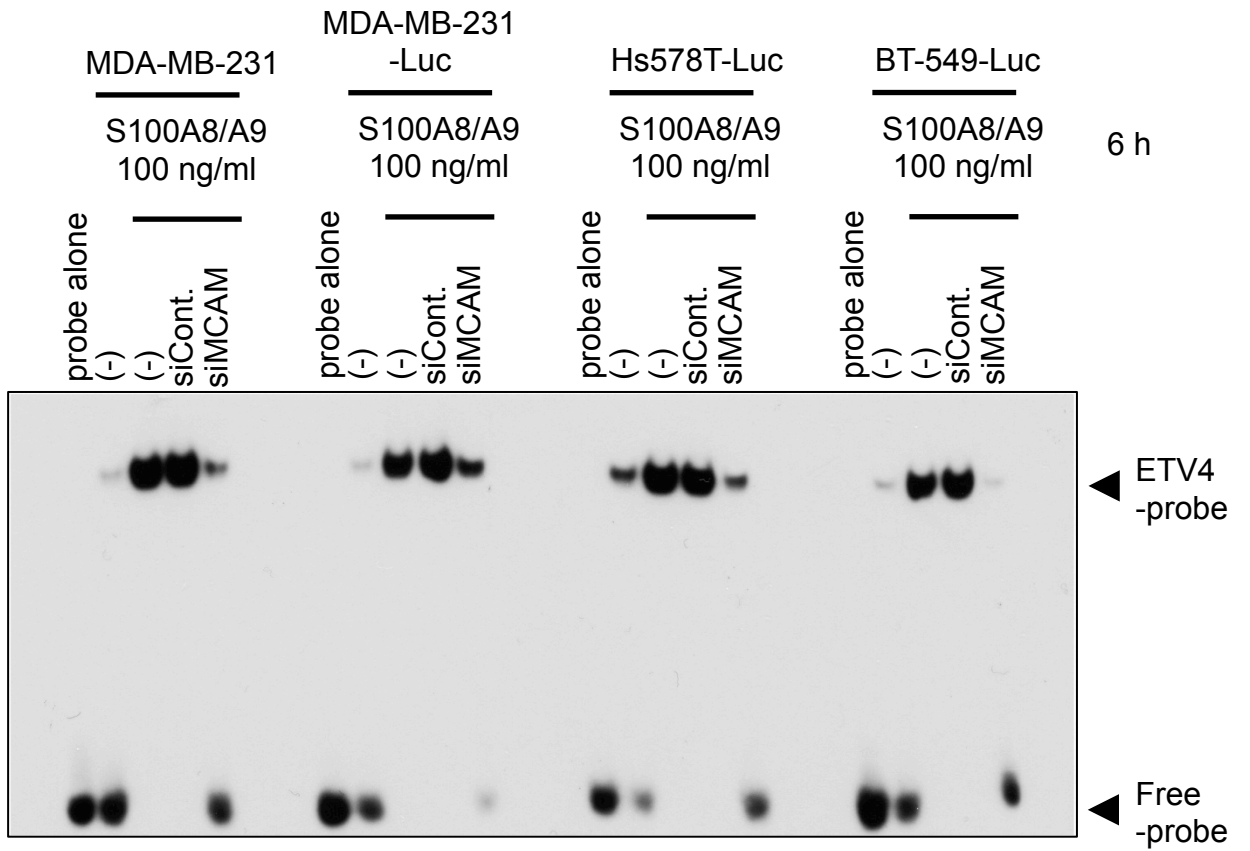 MDA-MB-231
MDA-MB-231
-Luc
Hs578T-Luc
BT-549-Luc
S100A8/A9
100 ng/ml
S100A8/A9
100 ng/ml
S100A8/A9
100 ng/ml
S100A8/A9
100 ng/ml
6 h
probe alone
(-)
(-)
siCont.
siMCAM
probe alone
(-)
(-)
siCont.
siMCAM
probe alone
(-)
(-)
siCont.
siMCAM
probe alone
(-)
(-)
siCont.
siMCAM
ETV4
-probe
Free
-probe